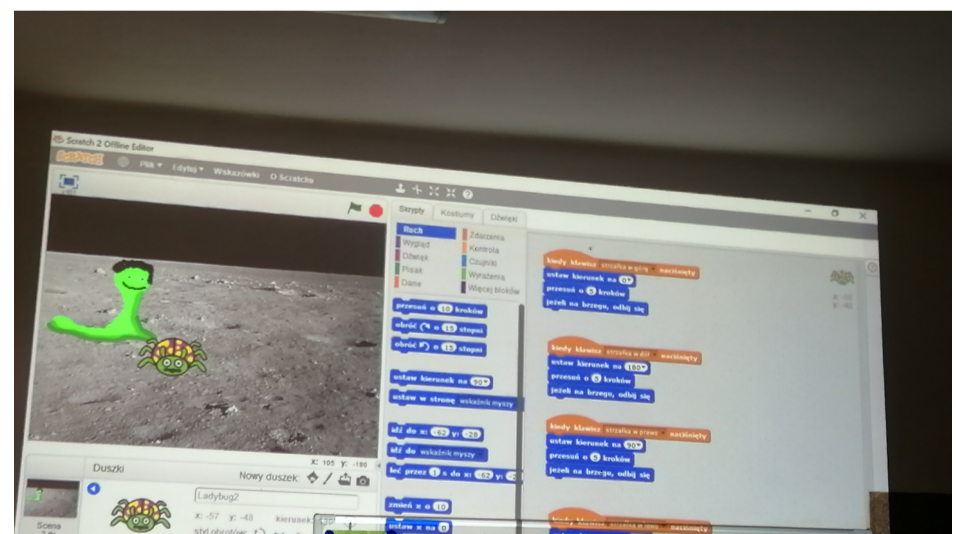 Scratch 2 Offline Editor
SCRATCH Plik Edytuj Wskazówki O Scratchu
Skrypty Kostiumy Dźwięki
Ruch Zdarzenia
Wygląd Kontrola
Dźwięk Czujniki
Pisak Wyrażenia
Dane Więcej bloków
przesuń o 10 kroków
obróć o 15 stopni
obróć o 15 stopni
ustaw kierunek na 90
ustaw w stronę wskaźnik myszy
idź do x: -62 y: -28
idź do wskaźnik myszy
leć przez 1 s do x: -62 y:
zmień x o 10
ustaw x na 0
kiedy klawisz strzałka w górę naciśnięty
ustaw kierunek na 0
przesuń o 5 kroków
jeżeli na brzegu, odbij się
kiedy klawisz strzałka w dół naciśnięty
ustaw kierunek na 180
przesuń o 5 kroków
jeżeli na brzegu, odbij się
kiedy klawisz strzałka w prawo naciśnięty
ustaw kierunek na 90
przesuń o 5 kroków
jeżeli na brzegu, odbij się
kiedy klawisz strzałka w lewo naciśnięty
x: 105 y: -180
Duszki
Nowy duszek:
Ladybug2
x: -57 y: -48 kierunek:
styl obrotów:
Scena